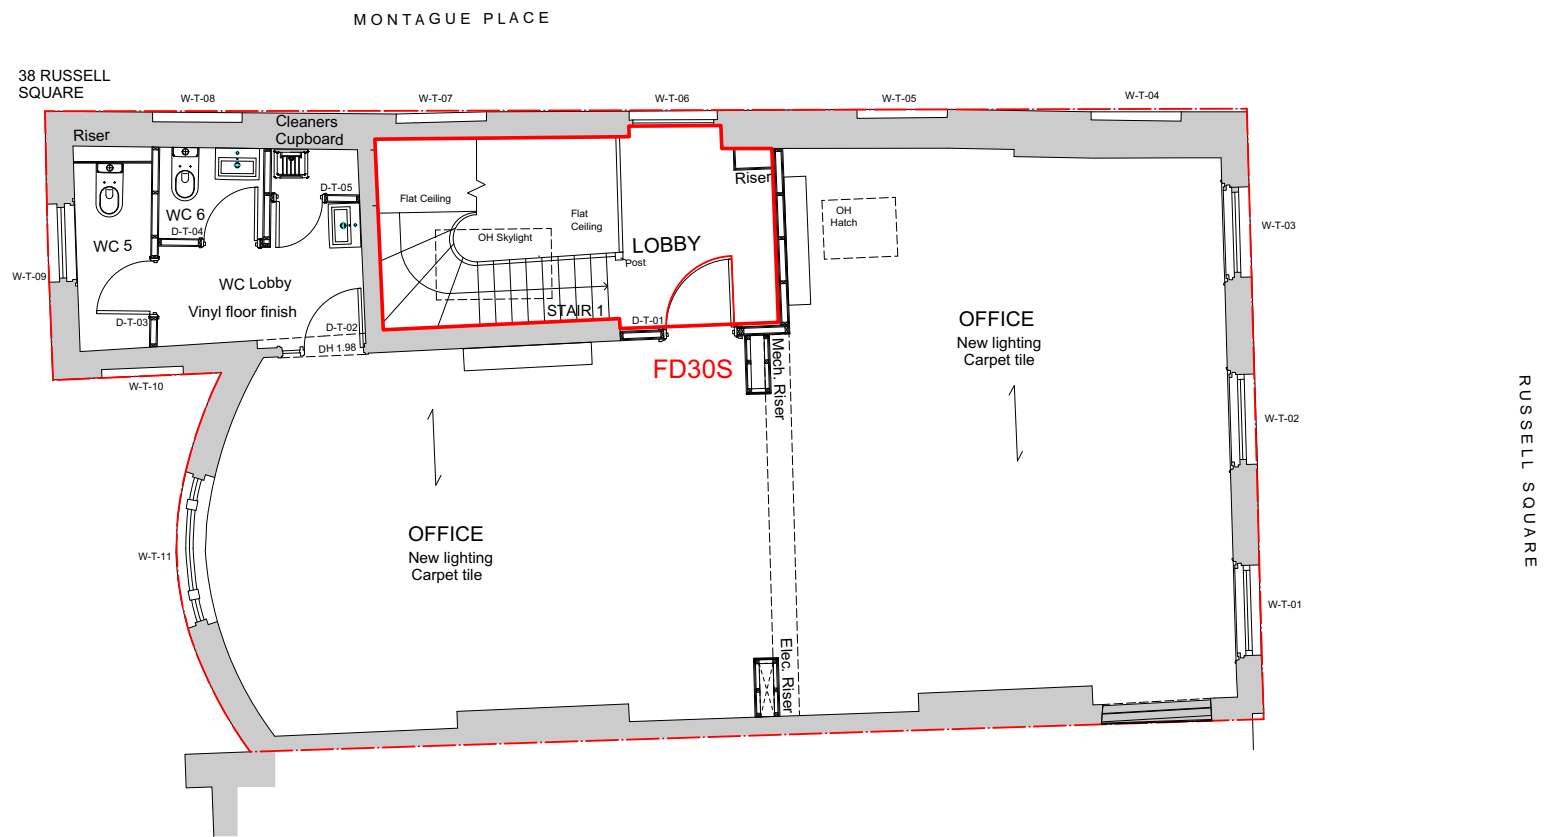 MONTAGUE PLACE
38 RUSSELL
SQUARE
W-T-08
W-T-07
W-T-06
W-T-05
W-T-04
Riser
Cleaners
Cupboard
Riser
D-T-05
Flat Ceiling
WC 6
D-T-04
Flat
Ceiling
OH
Hatch
W-T-03
WC 5
OH Skylight
LOBBY
Post
W-T-09
WC Lobby
Vinyl floor finish
STAIR 1
D-T-03
D-T-02
D-T-01
DH 1.98
OFFICE
New lighting
Carpet tile
FD30S
Mech. Riser
W-T-10
W-T-02
RUSSELL SQUARE
OFFICE
New lighting
Carpet tile
W-T-11
W-T-01
Elec. Riser